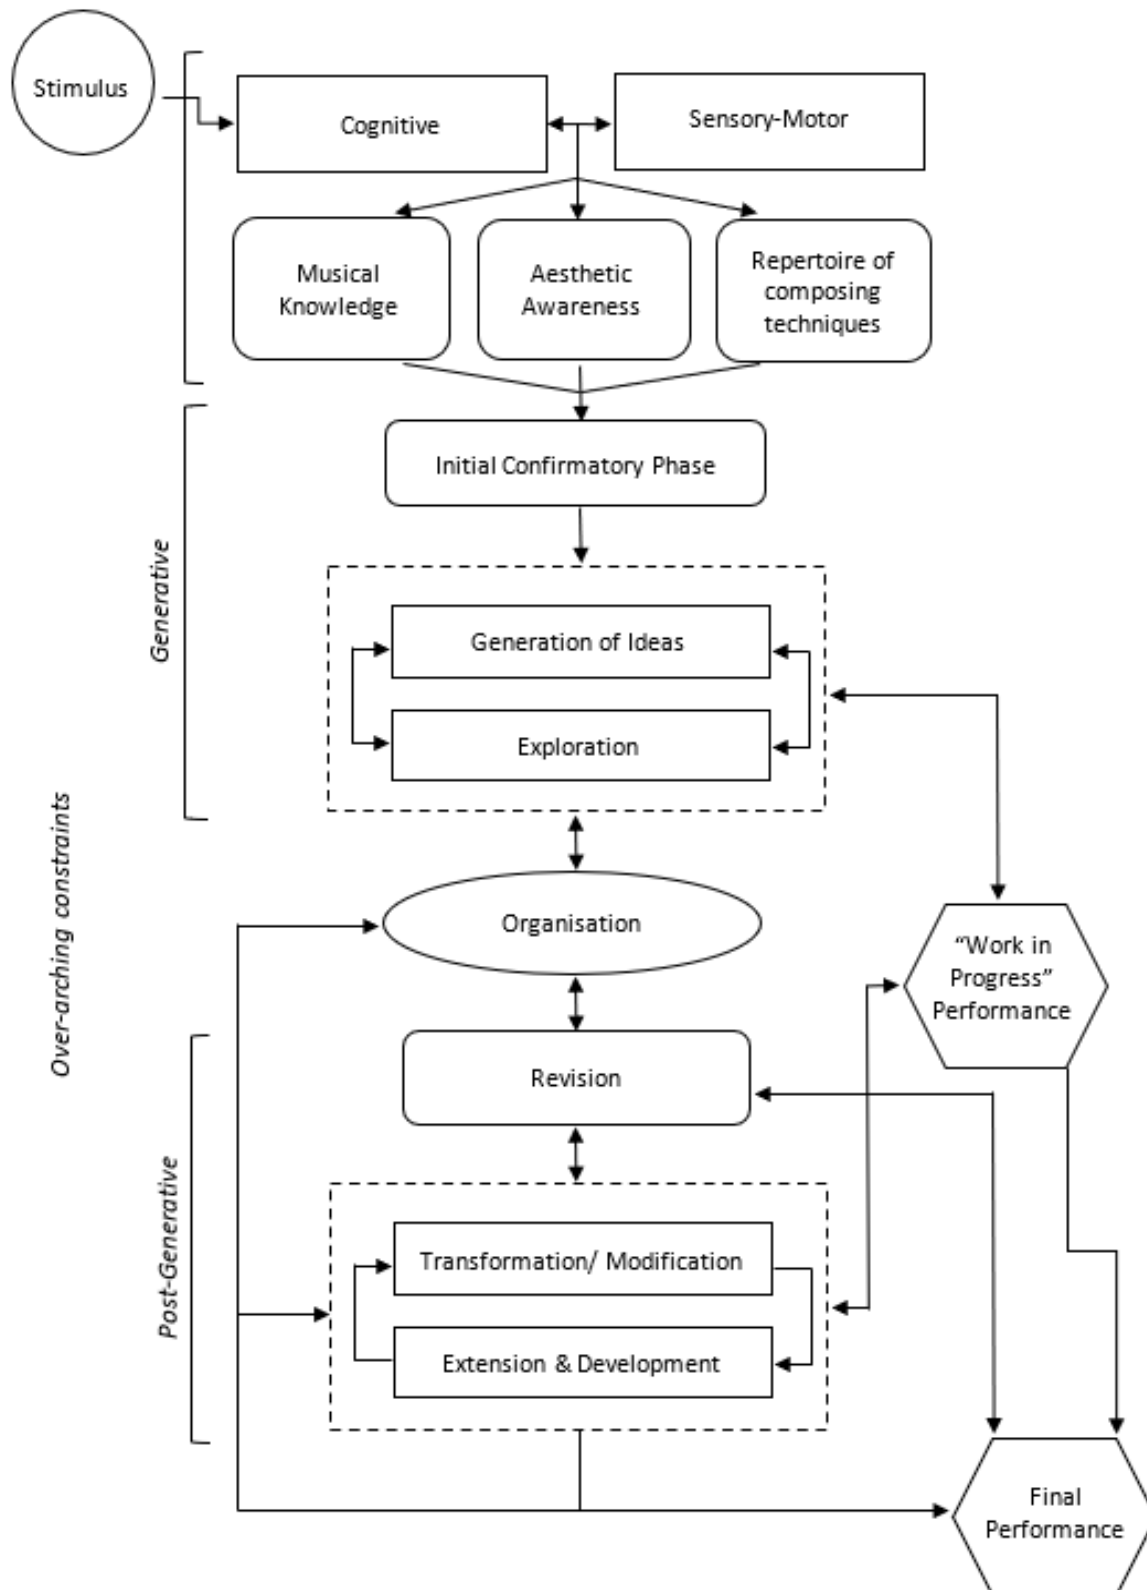 Stimulus
Cognitive
Sensory-Motor
Musical
Knowledge
Aesthetic
Awareness
Repertoire of
composing
techniques
Initial Confirmatory Phase
Generative
Generation of Ideas
Exploration
Over-arching constraints
Organisation
“Work in
Progress”
Performance
Revision
Post-Generative
Transformation/ Modification
Extension & Development
Final
Performance